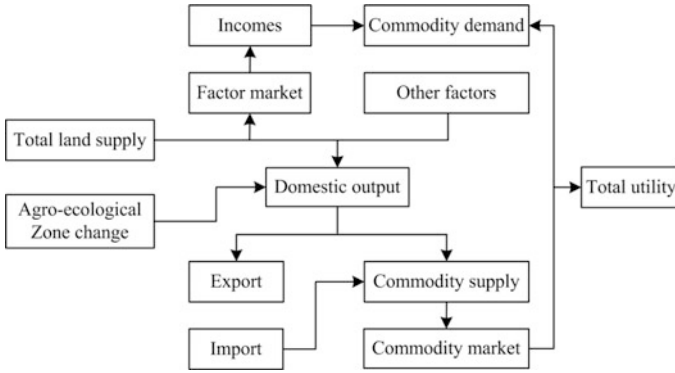 Incomes
Commodity demand
Factor market
Other factors
Total land supply
Domestic output
Total utility
Agro-ecological
Zone change
Export
Commodity supply
Import
Commodity market